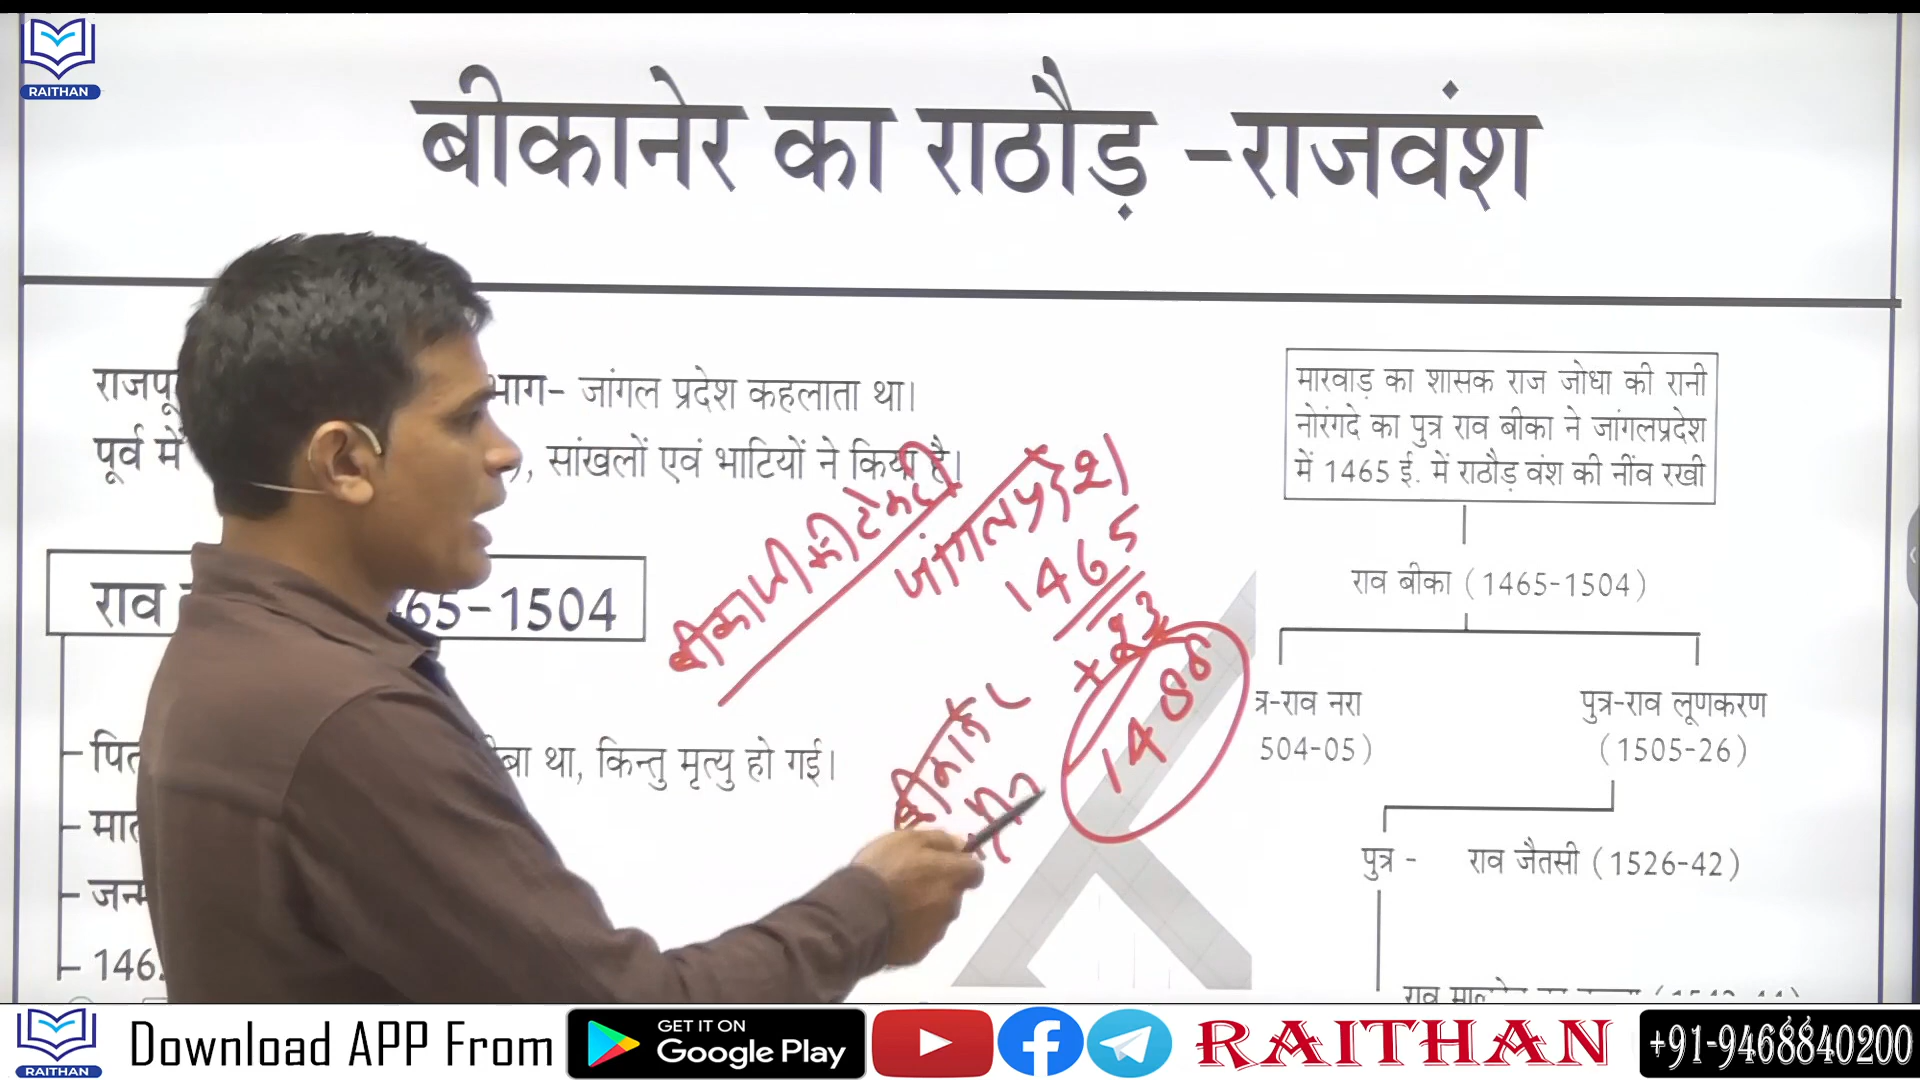 RAITHAN
बीकानेर का राठौड़ -राजवंश
राजपू भाग- जांगल प्रदेश कहलाता था।
पूर्व में सांखलों एवं भाटियों ने किया है।
राव 65-1504
बा था, किन्तु मृत्यु हो गई।
146
बीकाजी की टेकरी
जांगलप्रदेश
1465
+ 23
1488
बीकानेर
मारवाड़ का शासक राज जोधा की रानी
नोरंगदे का पुत्र राव बीका ने जांगलप्रदेश
में 1465 ई. में राठौड़ वंश की नींव रखी
राव बीका (1465-1504)
त्र-राव नरा
504-05)
पुत्र-राव लूणकरण
(1505-26)
पुत्र - राव जैतसी (1526-42)
RAITHAN
Download APP From
GET IT ON
Google Play
RAITHAN
+91-9468840200